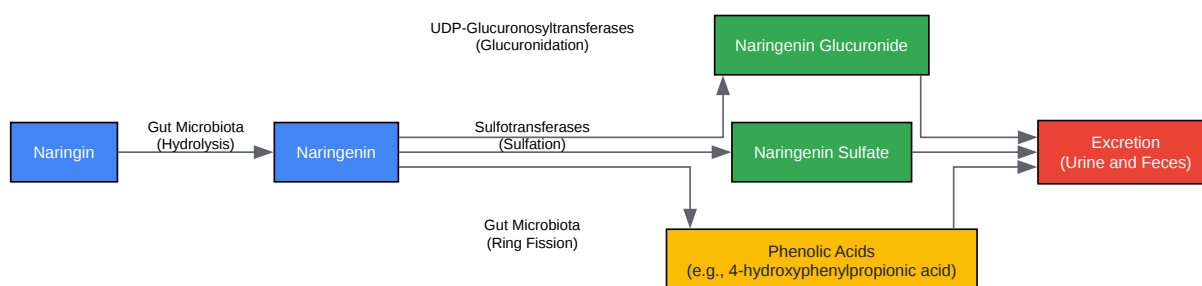 UDP-Glucuronosyltransferases
(Glucuronidation)
Naringenin Glucuronide
Naringin
Gut Microbiota
(Hydrolysis)
Naringenin
Sulfotransferases
(Sulfation)
Naringenin Sulfate
Excretion
(Urine and Feces)
Gut Microbiota
(Ring Fission)
Phenolic Acids
(e.g., 4-hydroxyphenylpropionic acid)